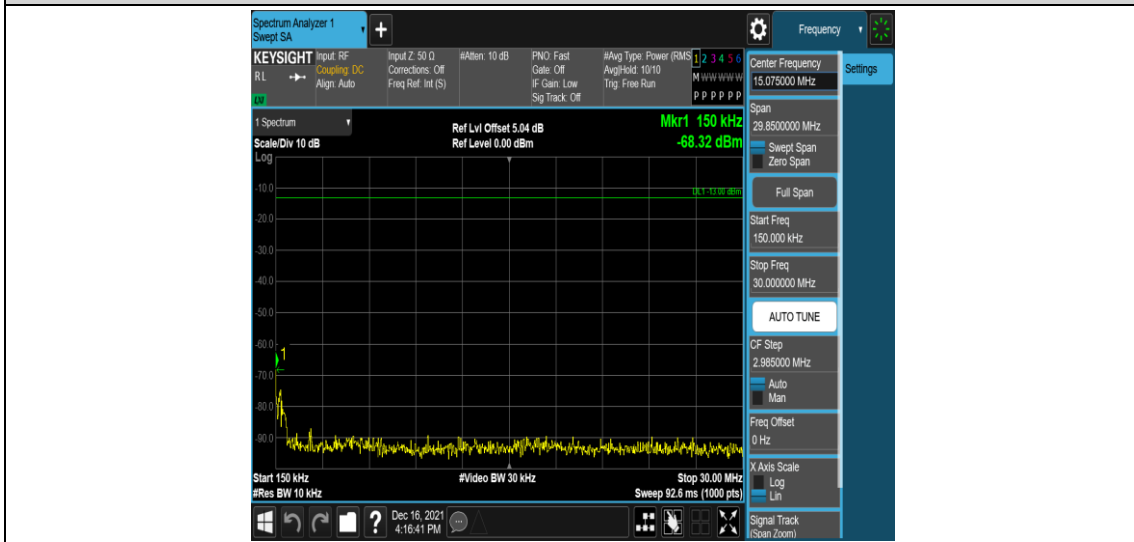 Spectrum Analyzer 1
Swept SA
+
Frequency
KEYSIGHT
RL
LXI
Input: RF
Coupling: DC
Align: Auto
Input Z: 50 Ω
Corrections: Off
Freq Ref: Int (S)
#Atten: 10 dB
PNO: Fast
Gate: Off
IF Gain: Low
Sig Track: Off
#Avg Type: Power (RMS
Avg|Hold: 10/10
Trig: Free Run
1 2 3 4 5 6
M W W W W W
P P P P P P
1 Spectrum
Scale/Div 10 dB
Log
Ref Lvl Offset 5.04 dB
Ref Level 0.00 dBm
Mkr1 150 kHz
-68.32 dBm
-10.0
DL1 -13.00 dBm
-20.0
-30.0
-40.0
-50.0
-60.0
1
-70.0
-80.0
-90.0
Start 150 kHz
#Res BW 10 kHz
#Video BW 30 kHz
Stop 30.00 MHz
Sweep 92.6 ms (1000 pts)
Dec 16, 2021
4:16:41 PM
?
Center Frequency
15.075000 MHz
Span
29.8500000 MHz
Swept Span
Zero Span
Full Span
Start Freq
150.000 kHz
Stop Freq
30.000000 MHz
AUTO TUNE
CF Step
2.985000 MHz
Auto
Man
Freq Offset
0 Hz
X Axis Scale
Log
Lin
Signal Track
(Span Zoom)
Settings